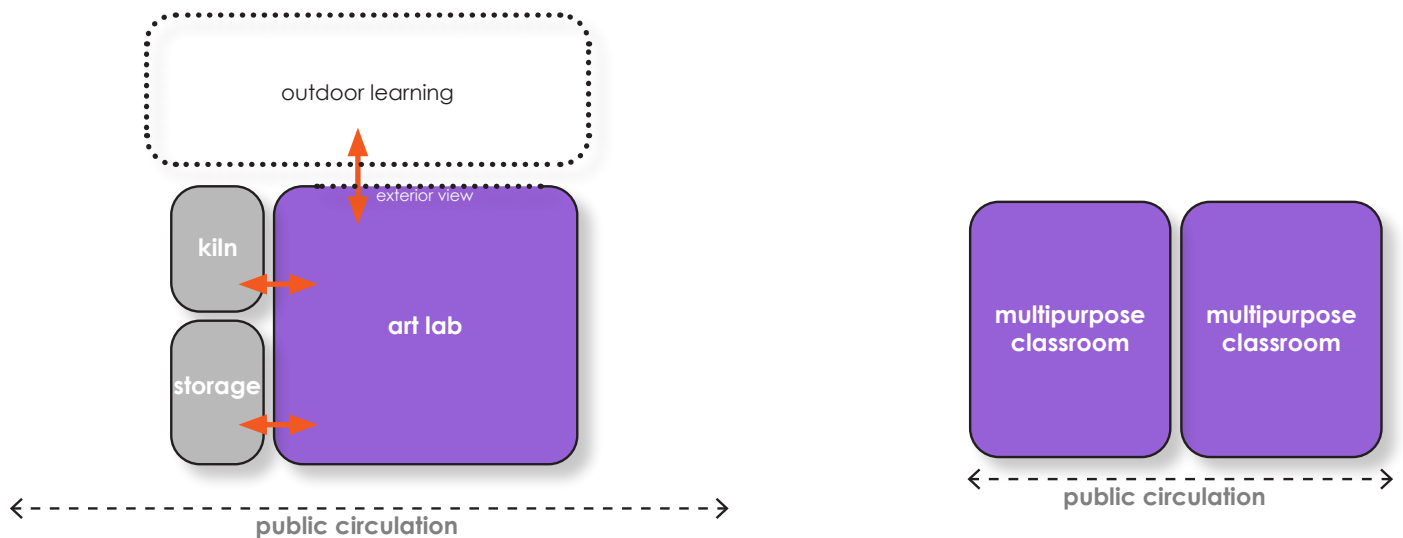 outdoor learning
exterior view
kiln
art lab
storage
public circulation
multipurpose
classroom
multipurpose
classroom
public circulation